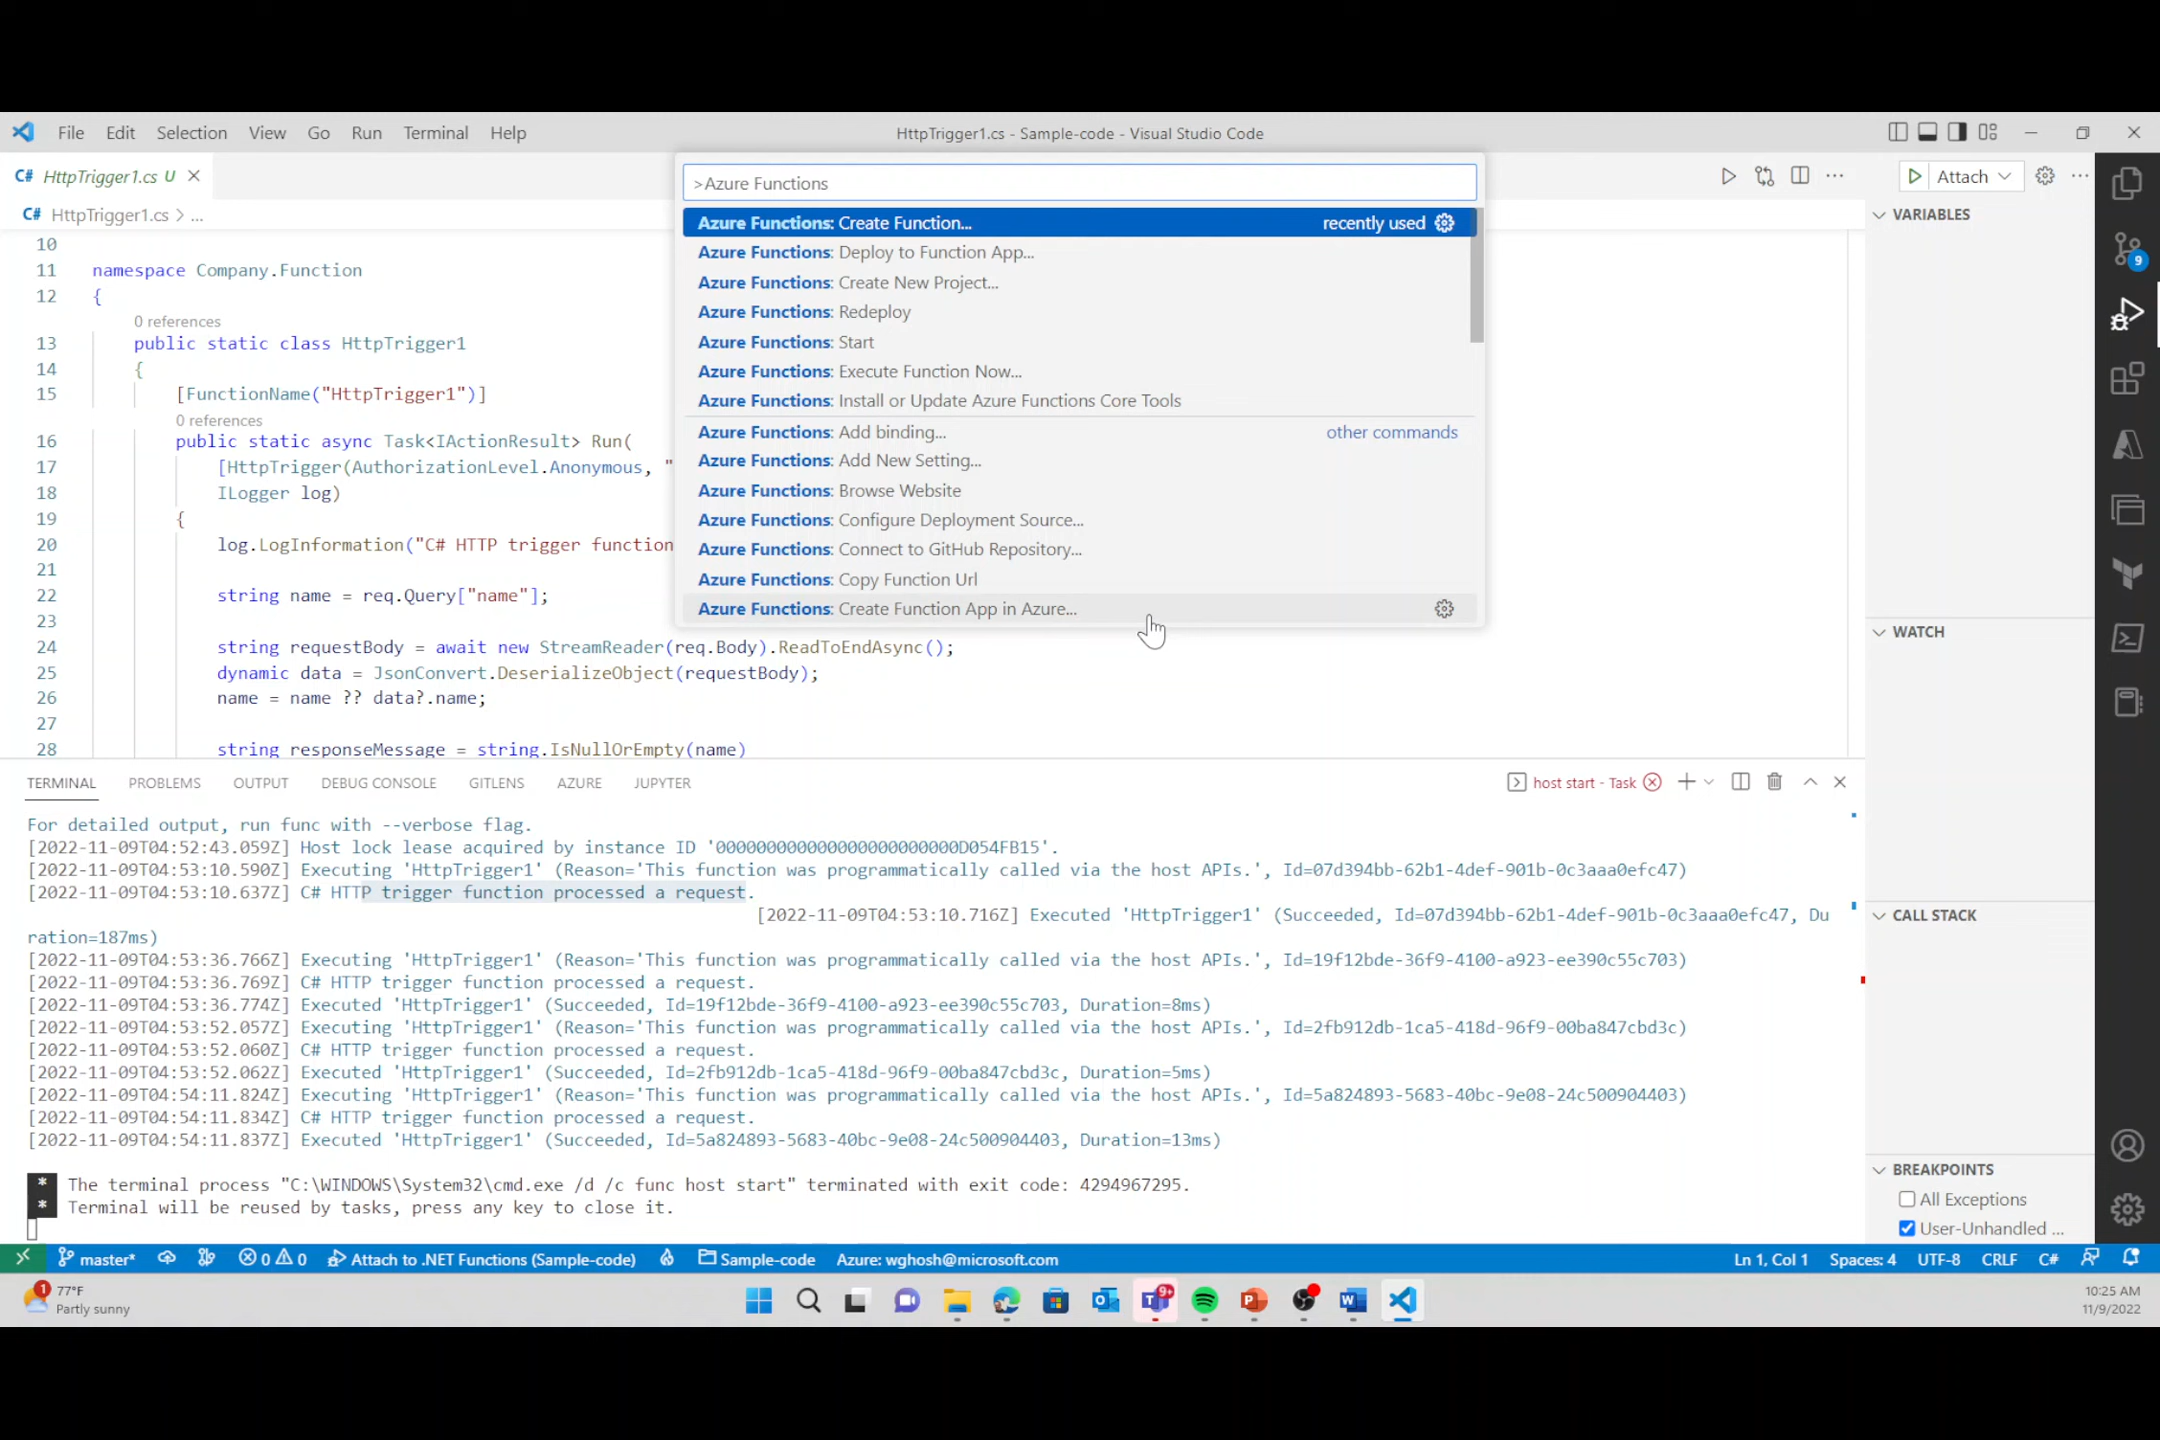 File Edit Selection View Go Run Terminal Help
HttpTrigger1.cs - Sample-code - Visual Studio Code
C# HttpTrigger1.cs U
C# HttpTrigger1.cs > ...
>Azure Functions
Azure Functions: Create Function... recently used
Azure Functions: Deploy to Function App...
Azure Functions: Create New Project...
Azure Functions: Redeploy
Azure Functions: Start
Azure Functions: Execute Function Now...
Azure Functions: Install or Update Azure Functions Core Tools
Azure Functions: Add binding... other commands
Azure Functions: Add New Setting...
Azure Functions: Browse Website
Azure Functions: Configure Deployment Source...
Azure Functions: Connect to GitHub Repository...
Azure Functions: Copy Function Url
Azure Functions: Create Function App in Azure...
10
11 namespace Company.Function
12 {
0 references
13 public static class HttpTrigger1
14 {
15 [FunctionName("HttpTrigger1")]
0 references
16 public static async Task<IActionResult> Run(
17 [HttpTrigger(AuthorizationLevel.Anonymous, "
18 ILogger log)
19 {
20 log.LogInformation("C# HTTP trigger function
21
22 string name = req.Query["name"];
23
24 string requestBody = await new StreamReader(req.Body).ReadToEndAsync();
25 dynamic data = JsonConvert.DeserializeObject(requestBody);
26 name = name ?? data?.name;
27
28 string responseMessage = string.IsNullOrEmpty(name)
Attach
VARIABLES
9
WATCH
CALL STACK
BREAKPOINTS
All Exceptions
User-Unhandled ...
TERMINAL PROBLEMS OUTPUT DEBUG CONSOLE GITLENS AZURE JUPYTER
host start - Task
For detailed output, run func with --verbose flag.
[2022-11-09T04:52:43.059Z] Host lock lease acquired by instance ID '000000000000000000000000D054FB15'.
[2022-11-09T04:53:10.590Z] Executing 'HttpTrigger1' (Reason='This function was programmatically called via the host APIs.', Id=07d394bb-62b1-4def-901b-0c3aaa0efc47)
[2022-11-09T04:53:10.637Z] C# HTTP trigger function processed a request.
[2022-11-09T04:53:10.716Z] Executed 'HttpTrigger1' (Succeeded, Id=07d394bb-62b1-4def-901b-0c3aaa0efc47, Du
ration=187ms)
[2022-11-09T04:53:36.766Z] Executing 'HttpTrigger1' (Reason='This function was programmatically called via the host APIs.', Id=19f12bde-36f9-4100-a923-ee390c55c703)
[2022-11-09T04:53:36.769Z] C# HTTP trigger function processed a request.
[2022-11-09T04:53:36.774Z] Executed 'HttpTrigger1' (Succeeded, Id=19f12bde-36f9-4100-a923-ee390c55c703, Duration=8ms)
[2022-11-09T04:53:52.057Z] Executing 'HttpTrigger1' (Reason='This function was programmatically called via the host APIs.', Id=2fb912db-1ca5-418d-96f9-00ba847cbd3c)
[2022-11-09T04:53:52.060Z] C# HTTP trigger function processed a request.
[2022-11-09T04:53:52.062Z] Executed 'HttpTrigger1' (Succeeded, Id=2fb912db-1ca5-418d-96f9-00ba847cbd3c, Duration=5ms)
[2022-11-09T04:54:11.824Z] Executing 'HttpTrigger1' (Reason='This function was programmatically called via the host APIs.', Id=5a824893-5683-40bc-9e08-24c500904403)
[2022-11-09T04:54:11.834Z] C# HTTP trigger function processed a request.
[2022-11-09T04:54:11.837Z] Executed 'HttpTrigger1' (Succeeded, Id=5a824893-5683-40bc-9e08-24c500904403, Duration=13ms)
* The terminal process "C:\WINDOWS\System32\cmd.exe /d /c func host start" terminated with exit code: 4294967295.
* Terminal will be reused by tasks, press any key to close it.
master* 0 0 Attach to .NET Functions (Sample-code) Sample-code Azure: wghosh@microsoft.com
Ln 1, Col 1 Spaces: 4 UTF-8 CRLF C#
1 77°F
Partly sunny
9+
10:25 AM
11/9/2022